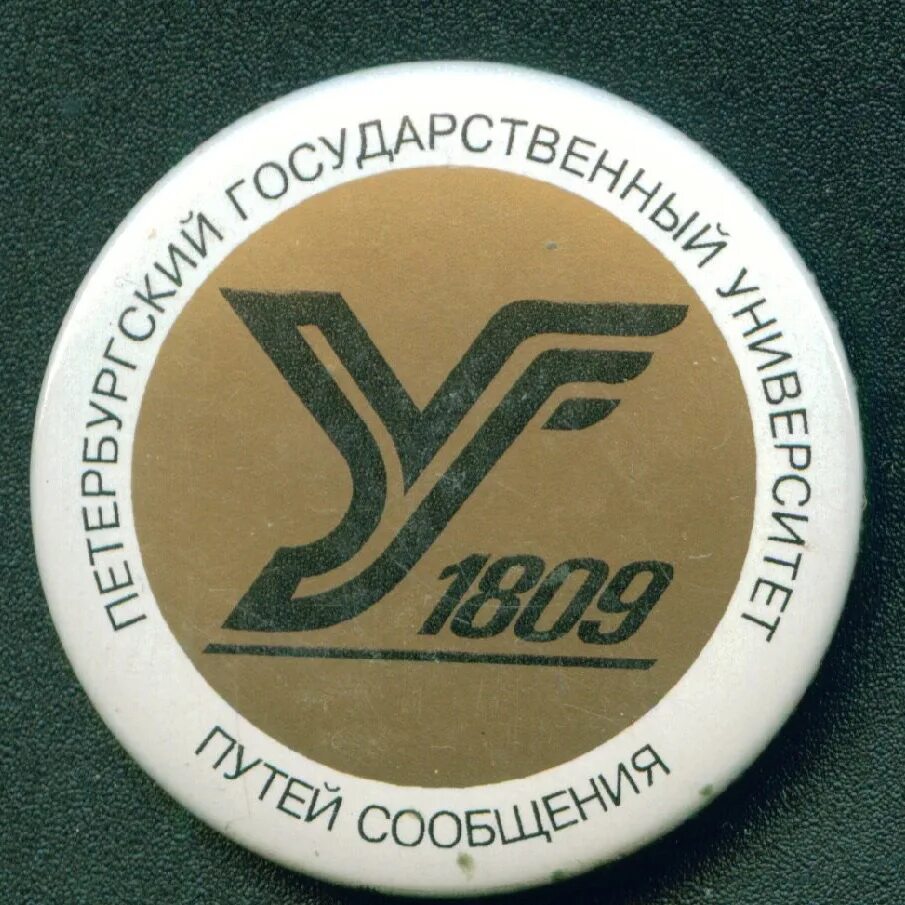 ПЕТЕРБУРГСКИЙ ГОСУДАРСТВЕННЫЙ УНИВЕРСИТЕТ
1809
ПУТЕЙ СООБЩЕНИЯ